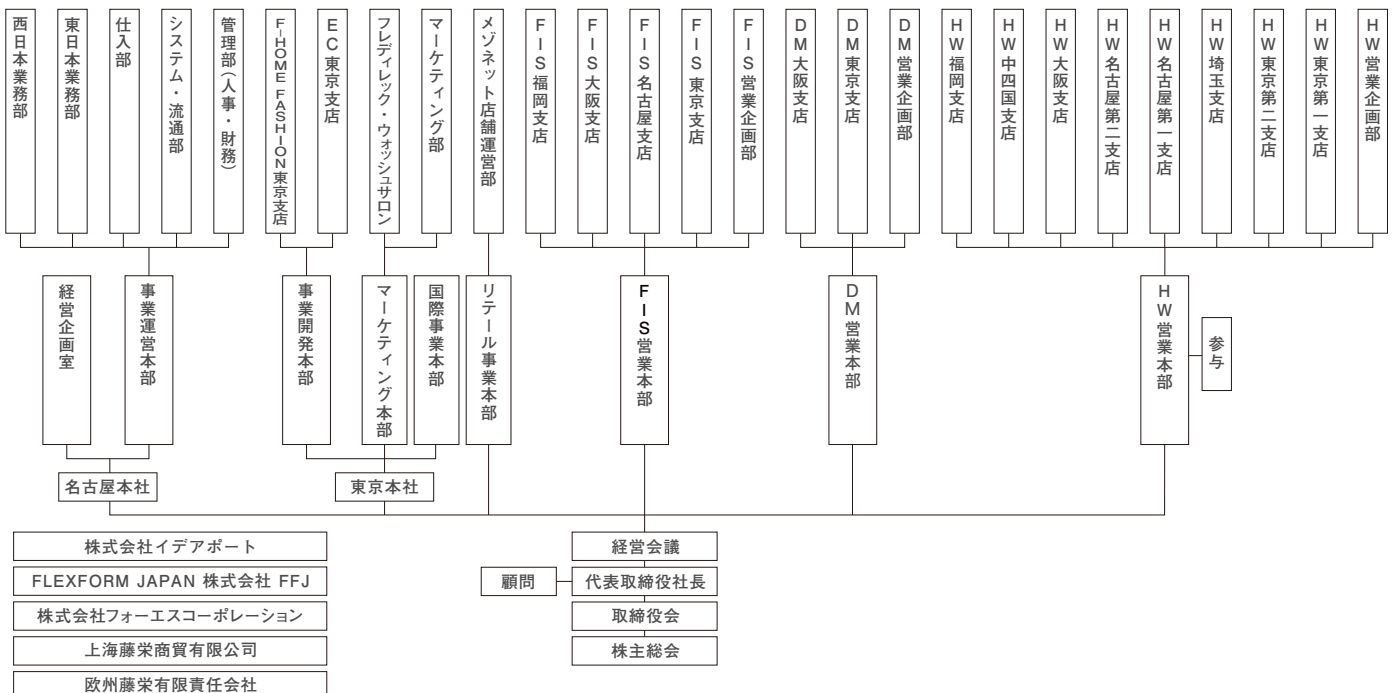 西日本業務部
東日本業務部
仕入部
システム・流通部
管理部（人事・財務）
F-HOME FASHION東京支店
EC東京支店
フレディレック・ウォッシュサロン
マーケティング部
メゾネット店舗運営部
FIS福岡支店
FIS大阪支店
FIS名古屋支店
FIS東京支店
FIS営業企画部
DM大阪支店
DM東京支店
DM営業企画部
HW福岡支店
HW中四国支店
HW大阪支店
HW名古屋第二支店
HW名古屋第一支店
HW埼玉支店
HW東京第二支店
HW東京第一支店
HW営業企画部
経営企画室
事業運営本部
事業開発本部
マーケティング本部
国際事業本部
リテール事業本部
FIS営業本部
DM営業本部
HW営業本部
参与
名古屋本社
東京本社
株式会社イデアポート
FLEXFORM JAPAN 株式会社 FFJ
株式会社フォーエスコーポレーション
上海藤栄商貿有限公司
欧州藤栄有限責任会社
経営会議
顧問
代表取締役社長
取締役会
株主総会